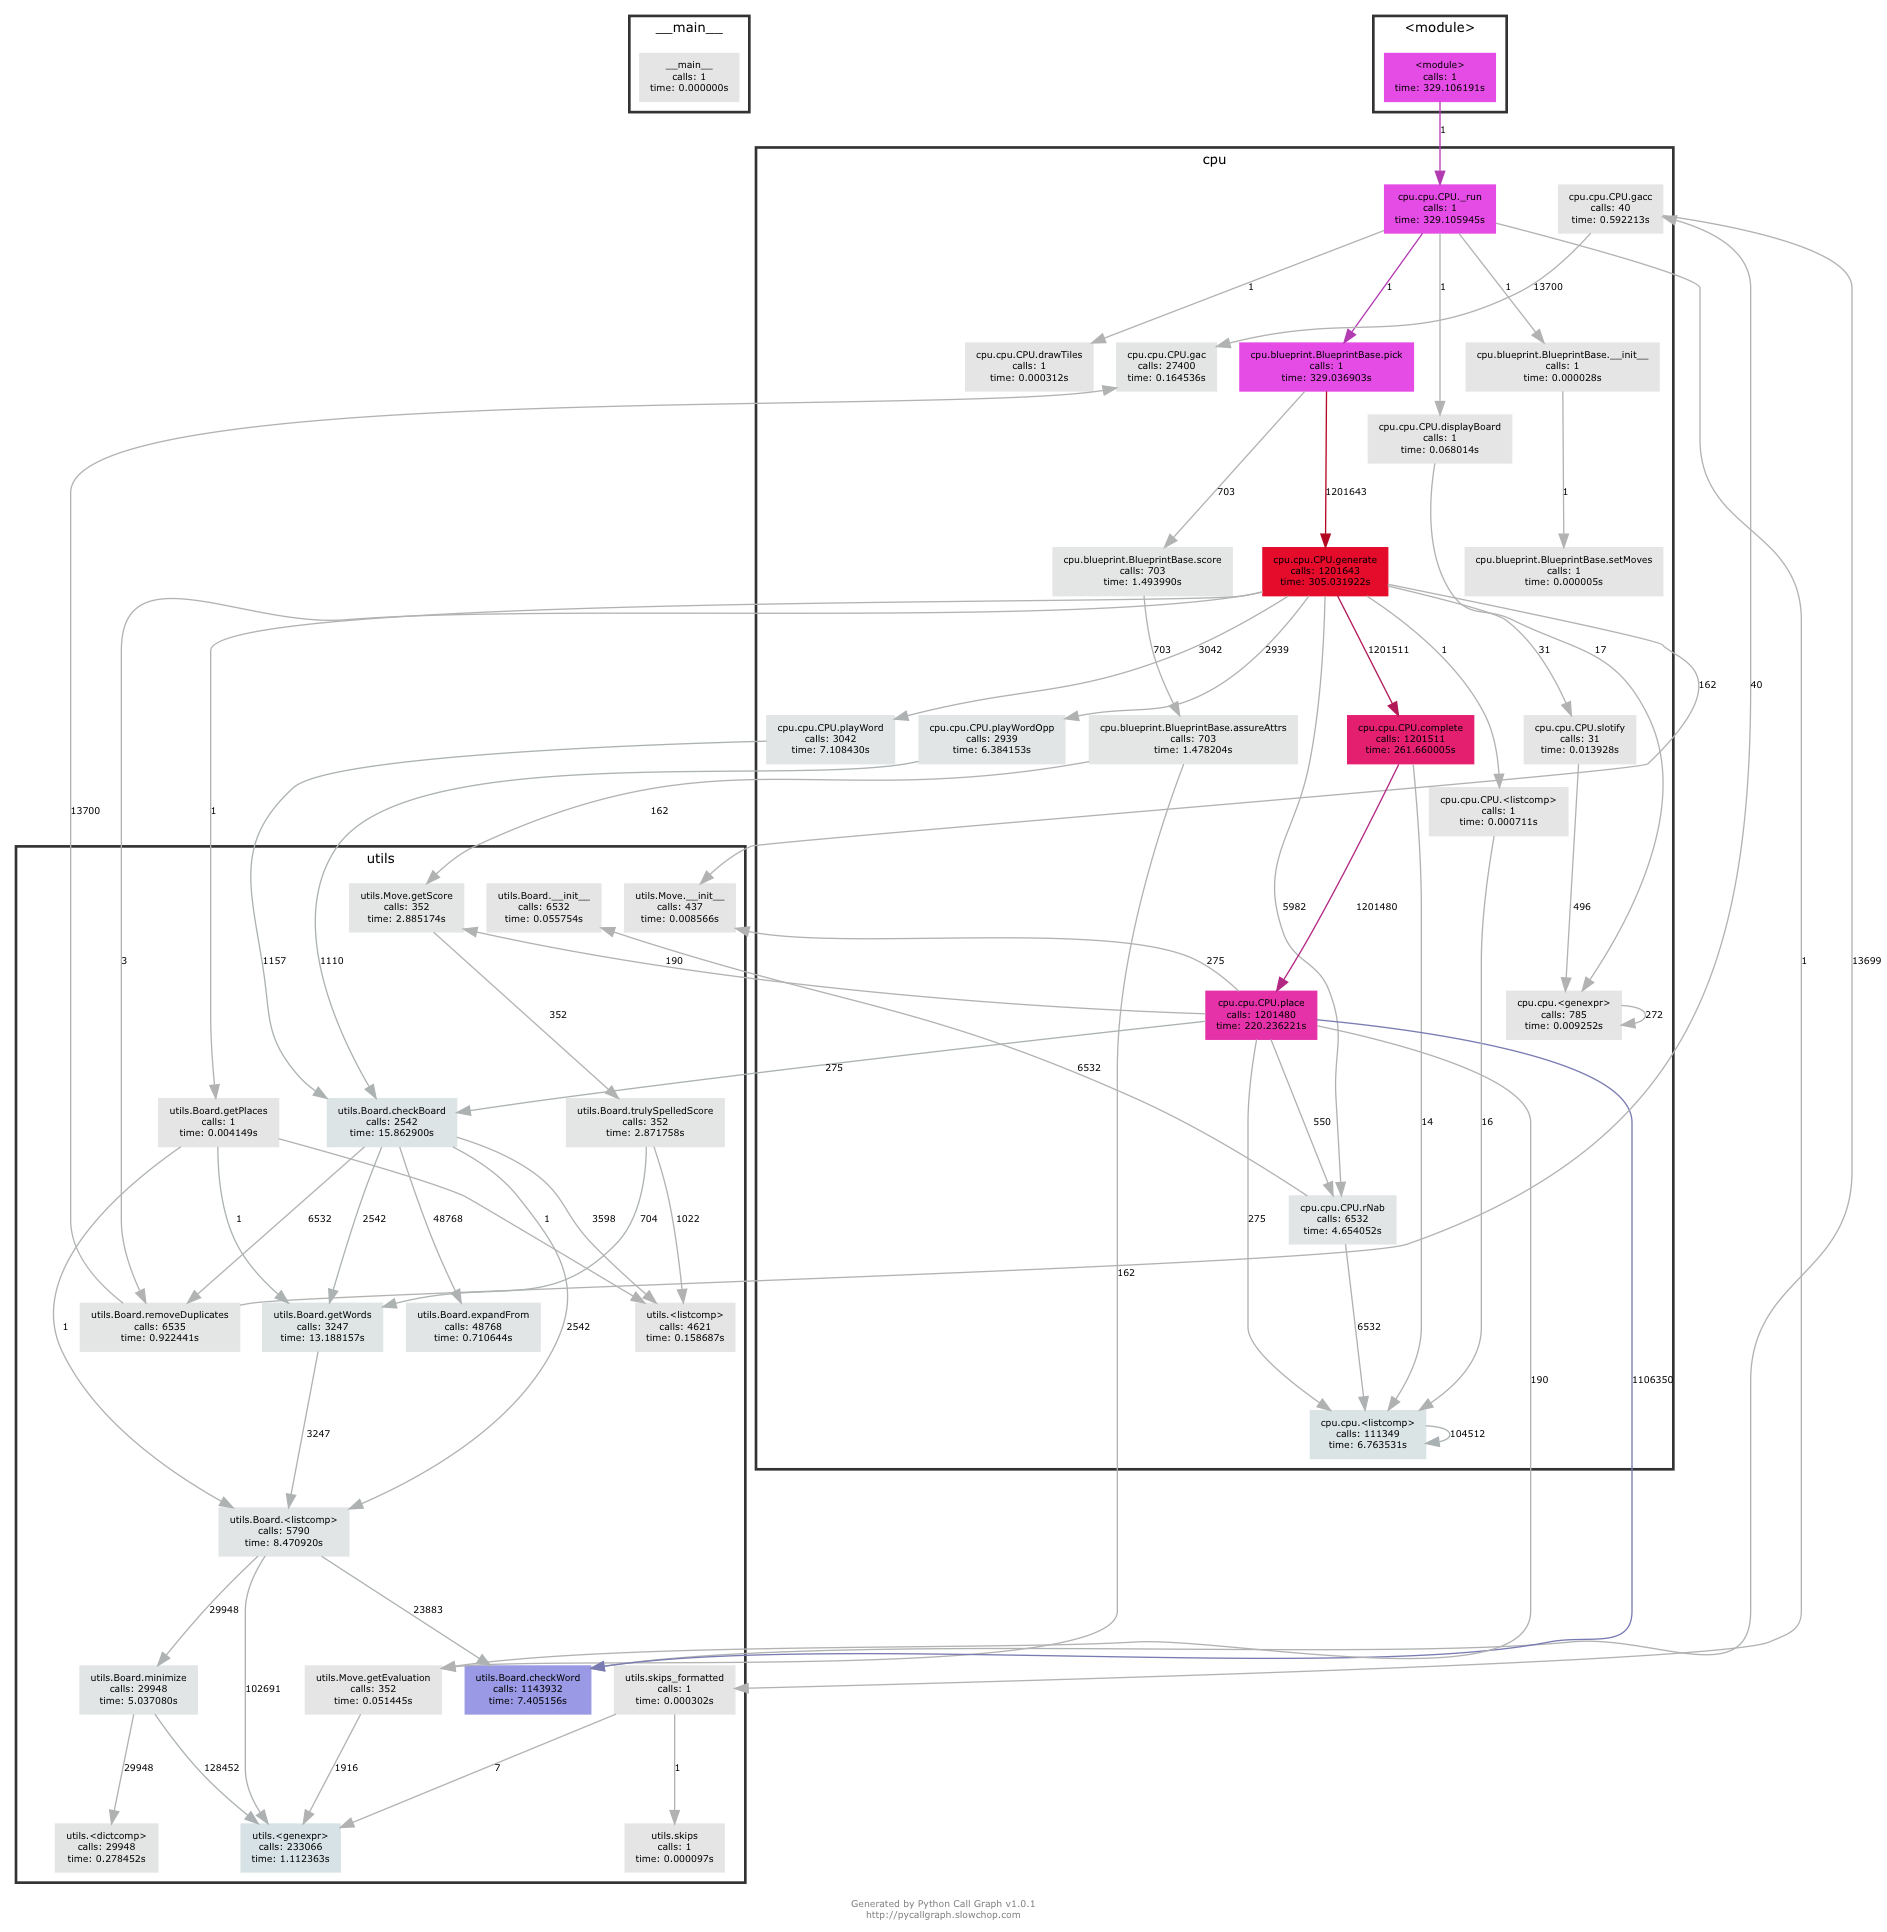 __main__
<module>
__main__
calls: 1
time: 0.000000s
<module>
calls: 1
time: 329.106191s
1
cpu
cpu.cpu.CPU._run
calls: 1
time: 329.105945s
cpu.cpu.CPU.gacc
calls: 40
time: 0.592213s
1
1
1
1
13700
cpu.cpu.CPU.drawTiles
calls: 1
time: 0.000312s
cpu.cpu.CPU.gac
calls: 27400
time: 0.164536s
cpu.blueprint.BlueprintBase.pick
calls: 1
time: 329.036903s
cpu.blueprint.BlueprintBase.__init__
calls: 1
time: 0.000028s
cpu.cpu.CPU.displayBoard
calls: 1
time: 0.068014s
703
1201643
1
cpu.blueprint.BlueprintBase.score
calls: 703
time: 1.493990s
cpu.cpu.CPU.generate
calls: 1201643
time: 305.031922s
cpu.blueprint.BlueprintBase.setMoves
calls: 1
time: 0.000005s
703
3042
2939
1201511
1
31
17
162
40
cpu.cpu.CPU.playWord
calls: 3042
time: 7.108430s
cpu.cpu.CPU.playWordOpp
calls: 2939
time: 6.384153s
cpu.blueprint.BlueprintBase.assureAttrs
calls: 703
time: 1.478204s
cpu.cpu.CPU.complete
calls: 1201511
time: 261.660005s
cpu.cpu.CPU.slotify
calls: 31
time: 0.013928s
13700
1
162
cpu.cpu.CPU.<listcomp>
calls: 1
time: 0.000711s
utils
utils.Move.getScore
calls: 352
time: 2.885174s
utils.Board.__init__
calls: 6532
time: 0.055754s
utils.Move.__init__
calls: 437
time: 0.008566s
5982
1201480
496
3
1157
1110
190
275
1
13699
352
cpu.cpu.CPU.place
calls: 1201480
time: 220.236221s
cpu.cpu.<genexpr>
calls: 785
time: 0.009252s
272
275
6532
utils.Board.getPlaces
calls: 1
time: 0.004149s
utils.Board.checkBoard
calls: 2542
time: 15.862900s
utils.Board.trulySpelledScore
calls: 352
time: 2.871758s
550
14
16
190
1106350
1
6532
2542
48768
1
3598
704
1022
275
cpu.cpu.CPU.rNab
calls: 6532
time: 4.654052s
162
utils.Board.removeDuplicates
calls: 6535
time: 0.922441s
utils.Board.getWords
calls: 3247
time: 13.188157s
utils.Board.expandFrom
calls: 48768
time: 0.710644s
utils.<listcomp>
calls: 4621
time: 0.158687s
1
2542
6532
3247
cpu.cpu.<listcomp>
calls: 111349
time: 6.763531s
104512
utils.Board.<listcomp>
calls: 5790
time: 8.470920s
29948
23883
utils.Board.minimize
calls: 29948
time: 5.037080s
102691
utils.Move.getEvaluation
calls: 352
time: 0.051445s
utils.Board.checkWord
calls: 1143932
time: 7.405156s
utils.skips_formatted
calls: 1
time: 0.000302s
29948
128452
1916
7
1
utils.<dictcomp>
calls: 29948
time: 0.278452s
utils.<genexpr>
calls: 233066
time: 1.112363s
utils.skips
calls: 1
time: 0.000097s
Generated by Python Call Graph v1.0.1
http://pycallgraph.slowchop.com